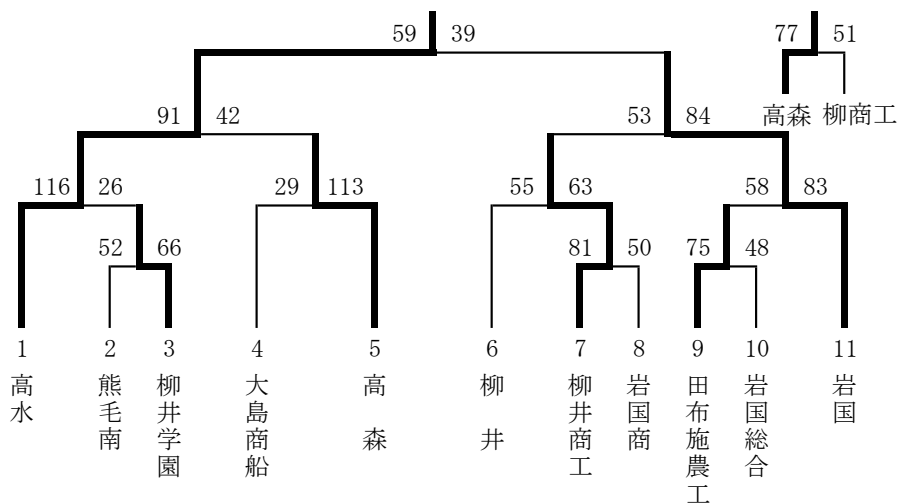 59 39
77 51
高森 柳商工
91 42
53 84
116 26
29 113
55 63
58 83
52 66
81 50
75 48
1 2 3 4 5 6 7 8 9 10 11
高水
熊毛南
柳井学園
大島商船
高森
柳井
柳井商工
岩国商
田布施農工
岩国総合
岩国